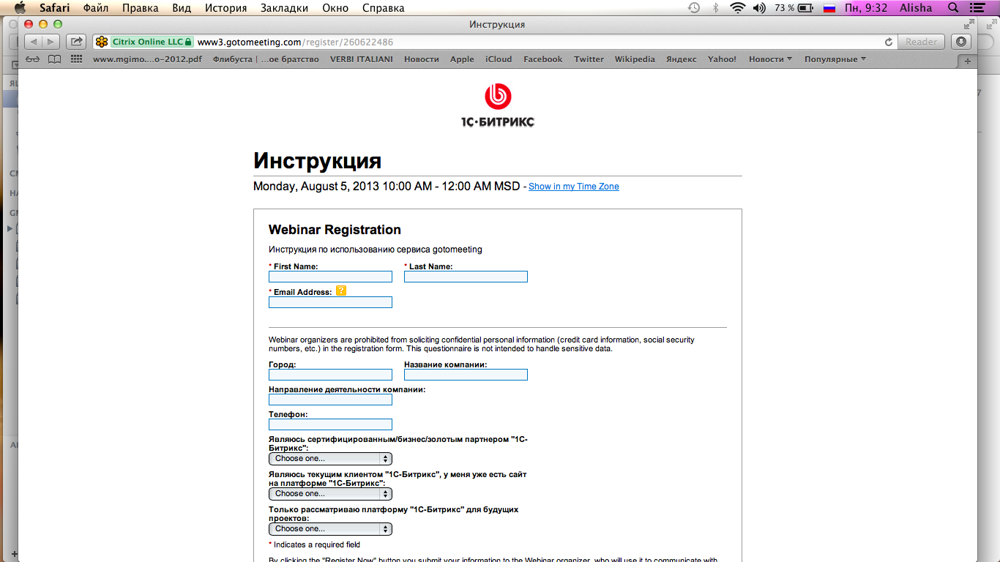 Safari Файл Правка Вид История Закладки Окно Справка 73 % Пн, 9:32 Alisha
Инструкция
Citrix Online LLC www3.gotomeeting.com/register/260622486 Reader
www.mgimo....o-2012.pdf Флибуста | ...ое братство VERBI ITALIANI Новости Apple iCloud Facebook Twitter Wikipedia Яндекс Yahoo! Новости Популярные
1С·БИТРИКС
Инструкция
Monday, August 5, 2013 10:00 AM - 12:00 AM MSD - Show in my Time Zone
Webinar Registration
Инструкция по использованию сервиса gotomeeting
* First Name: * Last Name:
* Email Address: ?
Webinar organizers are prohibited from soliciting confidential personal information (credit card information, social security
numbers, etc.) in the registration form. This questionnaire is not intended to handle sensitive data.
Город: Название компании:
Направление деятельности компании:
Телефон:
Являюсь сертифицированным/бизнес/золотым партнером "1С-
Битрикс":
Choose one...
Являюсь текущим клиентом "1С-Битрикс", у меня уже есть сайт
на платформе "1С-Битрикс":
Choose one...
Только рассматриваю платформу "1С-Битрикс" для будущих
проектов:
Choose one...
* Indicates a required field
By clicking the "Register Now" button you submit your information to the Webinar organizer, who will use it to communicate with